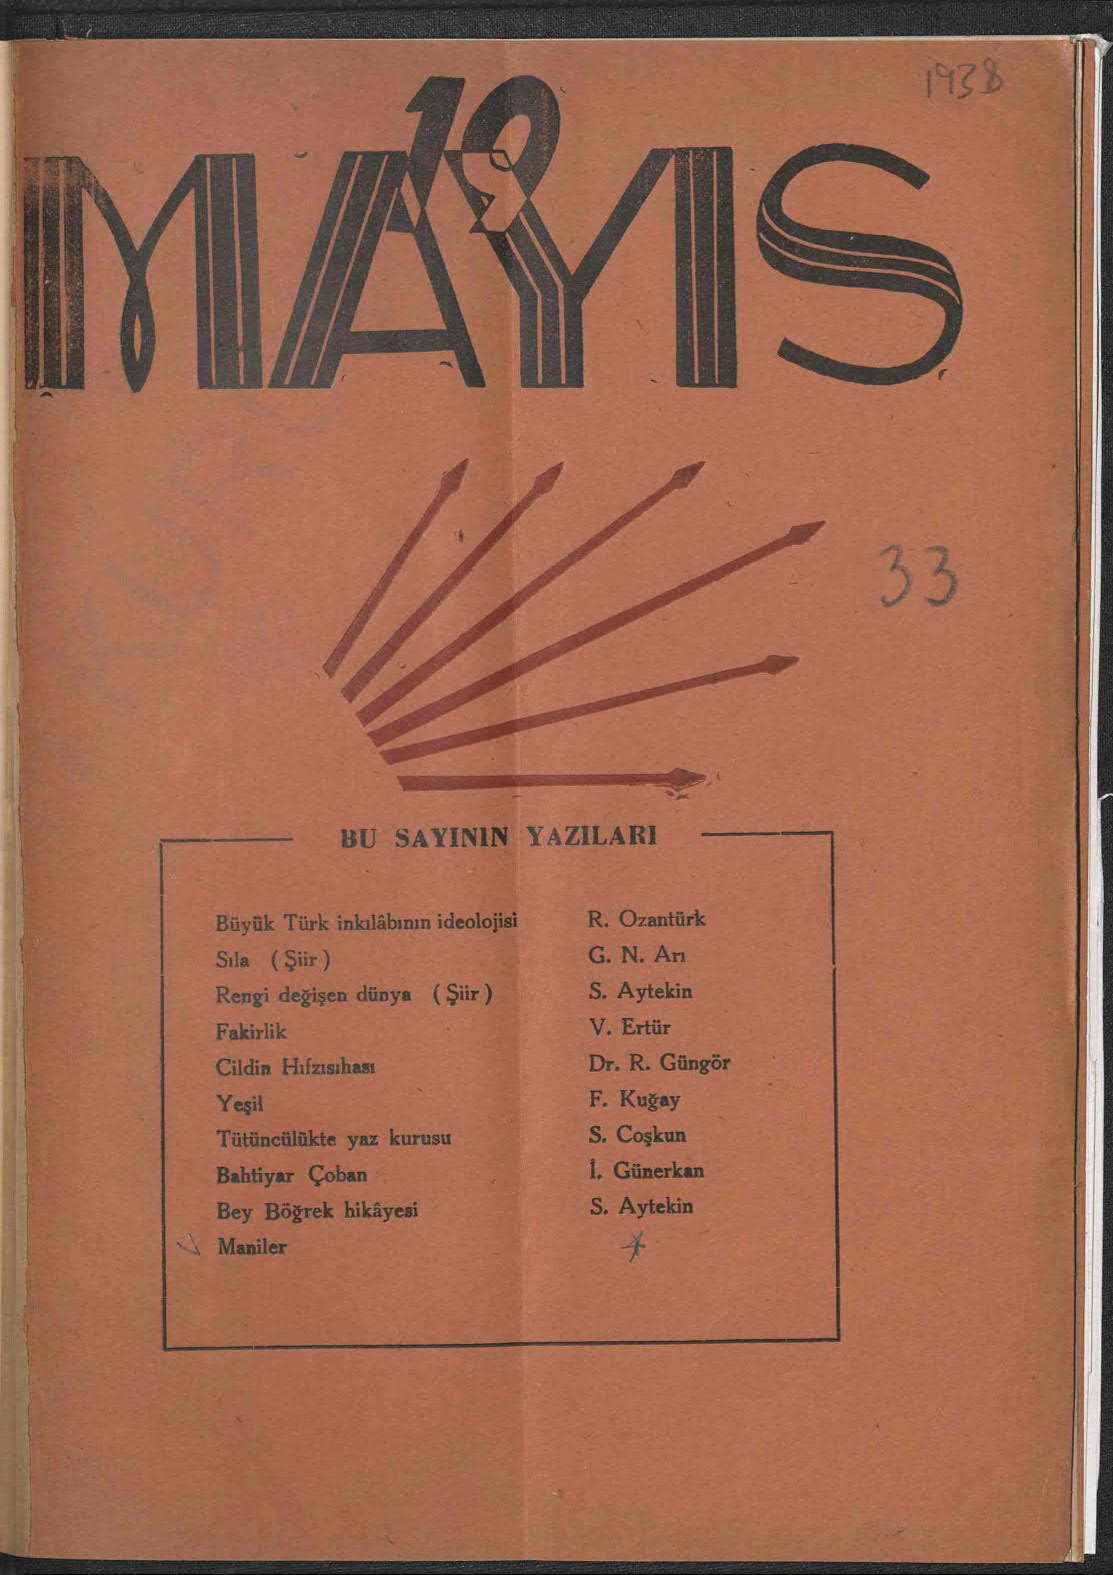 1938
19
MAYIS
33
BU SAYININ YAZILARI
Büyük Türk inkılâbının ideolojisi R. Ozantürk
Sıla ( Şiir ) G. N. Arı
Rengi değişen dünya ( Şiir ) S. Aytekin
Fakirlik V. Ertür
Cildin Hıfzısıhası Dr. R. Güngör
Yeşil F. Kuğay
Tütüncülükte yaz kurusu S. Coşkun
Bahtiyar Çoban İ. Günerkan
Bey Böğrek hikâyesi S. Aytekin
Maniler